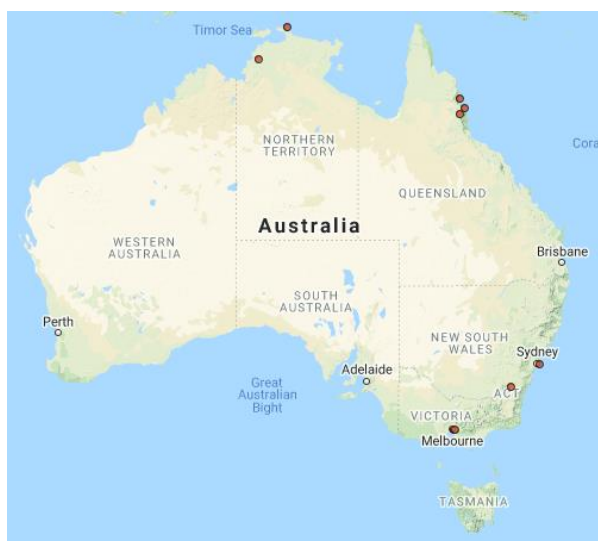 Timor Sea
NORTHERN
TERRITORY
Cora
QUEENSLAND
Australia
WESTERN
AUSTRALIA
Brisbane
SOUTH
AUSTRALIA
Perth
NEW SOUTH
WALES
Sydney
Adelaide
Great
Australian
Bight
ACT
VICTORIA
Melbourne
TASMANIA